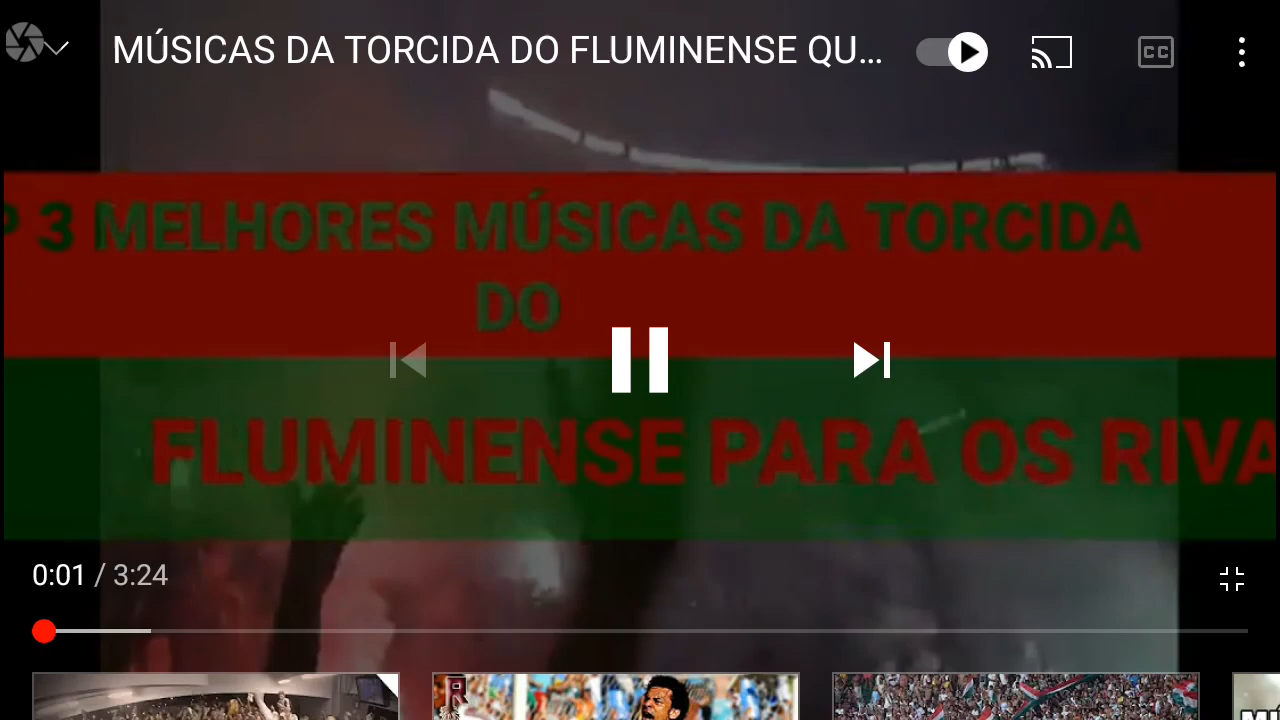 MÚSICAS DA TORCIDA DO FLUMINENSE QU...
CC
P 3 MELHORES MÚSICAS DA TORCIDA
DO
FLUMINENSE PARA OS RIVA
0:01 / 3:24
R